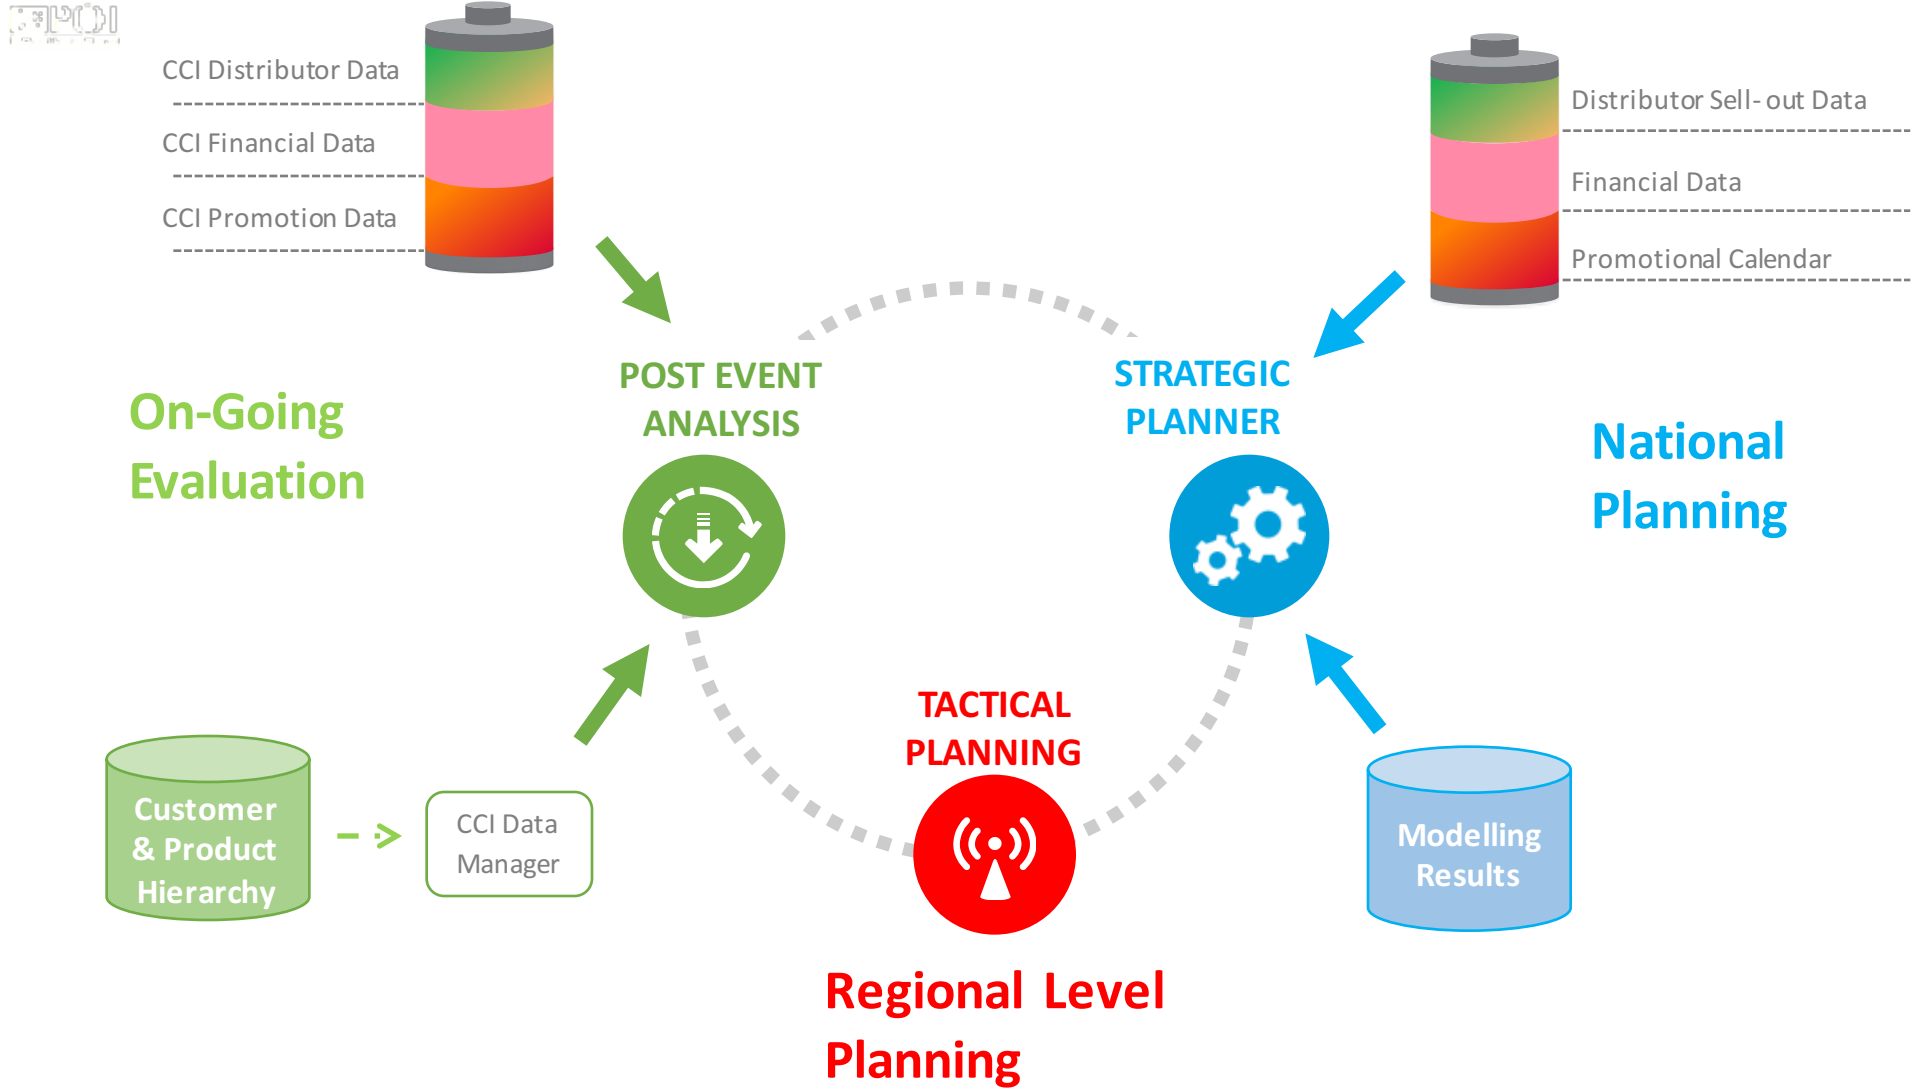 CCI Distributor Data
CCI Financial Data
CCI Promotion Data
Distributor Sell-out Data
Financial Data
Promotional Calendar
POST EVENT
ANALYSIS
STRATEGIC
PLANNER
On-Going
Evaluation
National
Planning
TACTICAL
PLANNING
Customer
& Product
Hierarchy
CCI Data
Manager
Modelling
Results
Regional Level
Planning